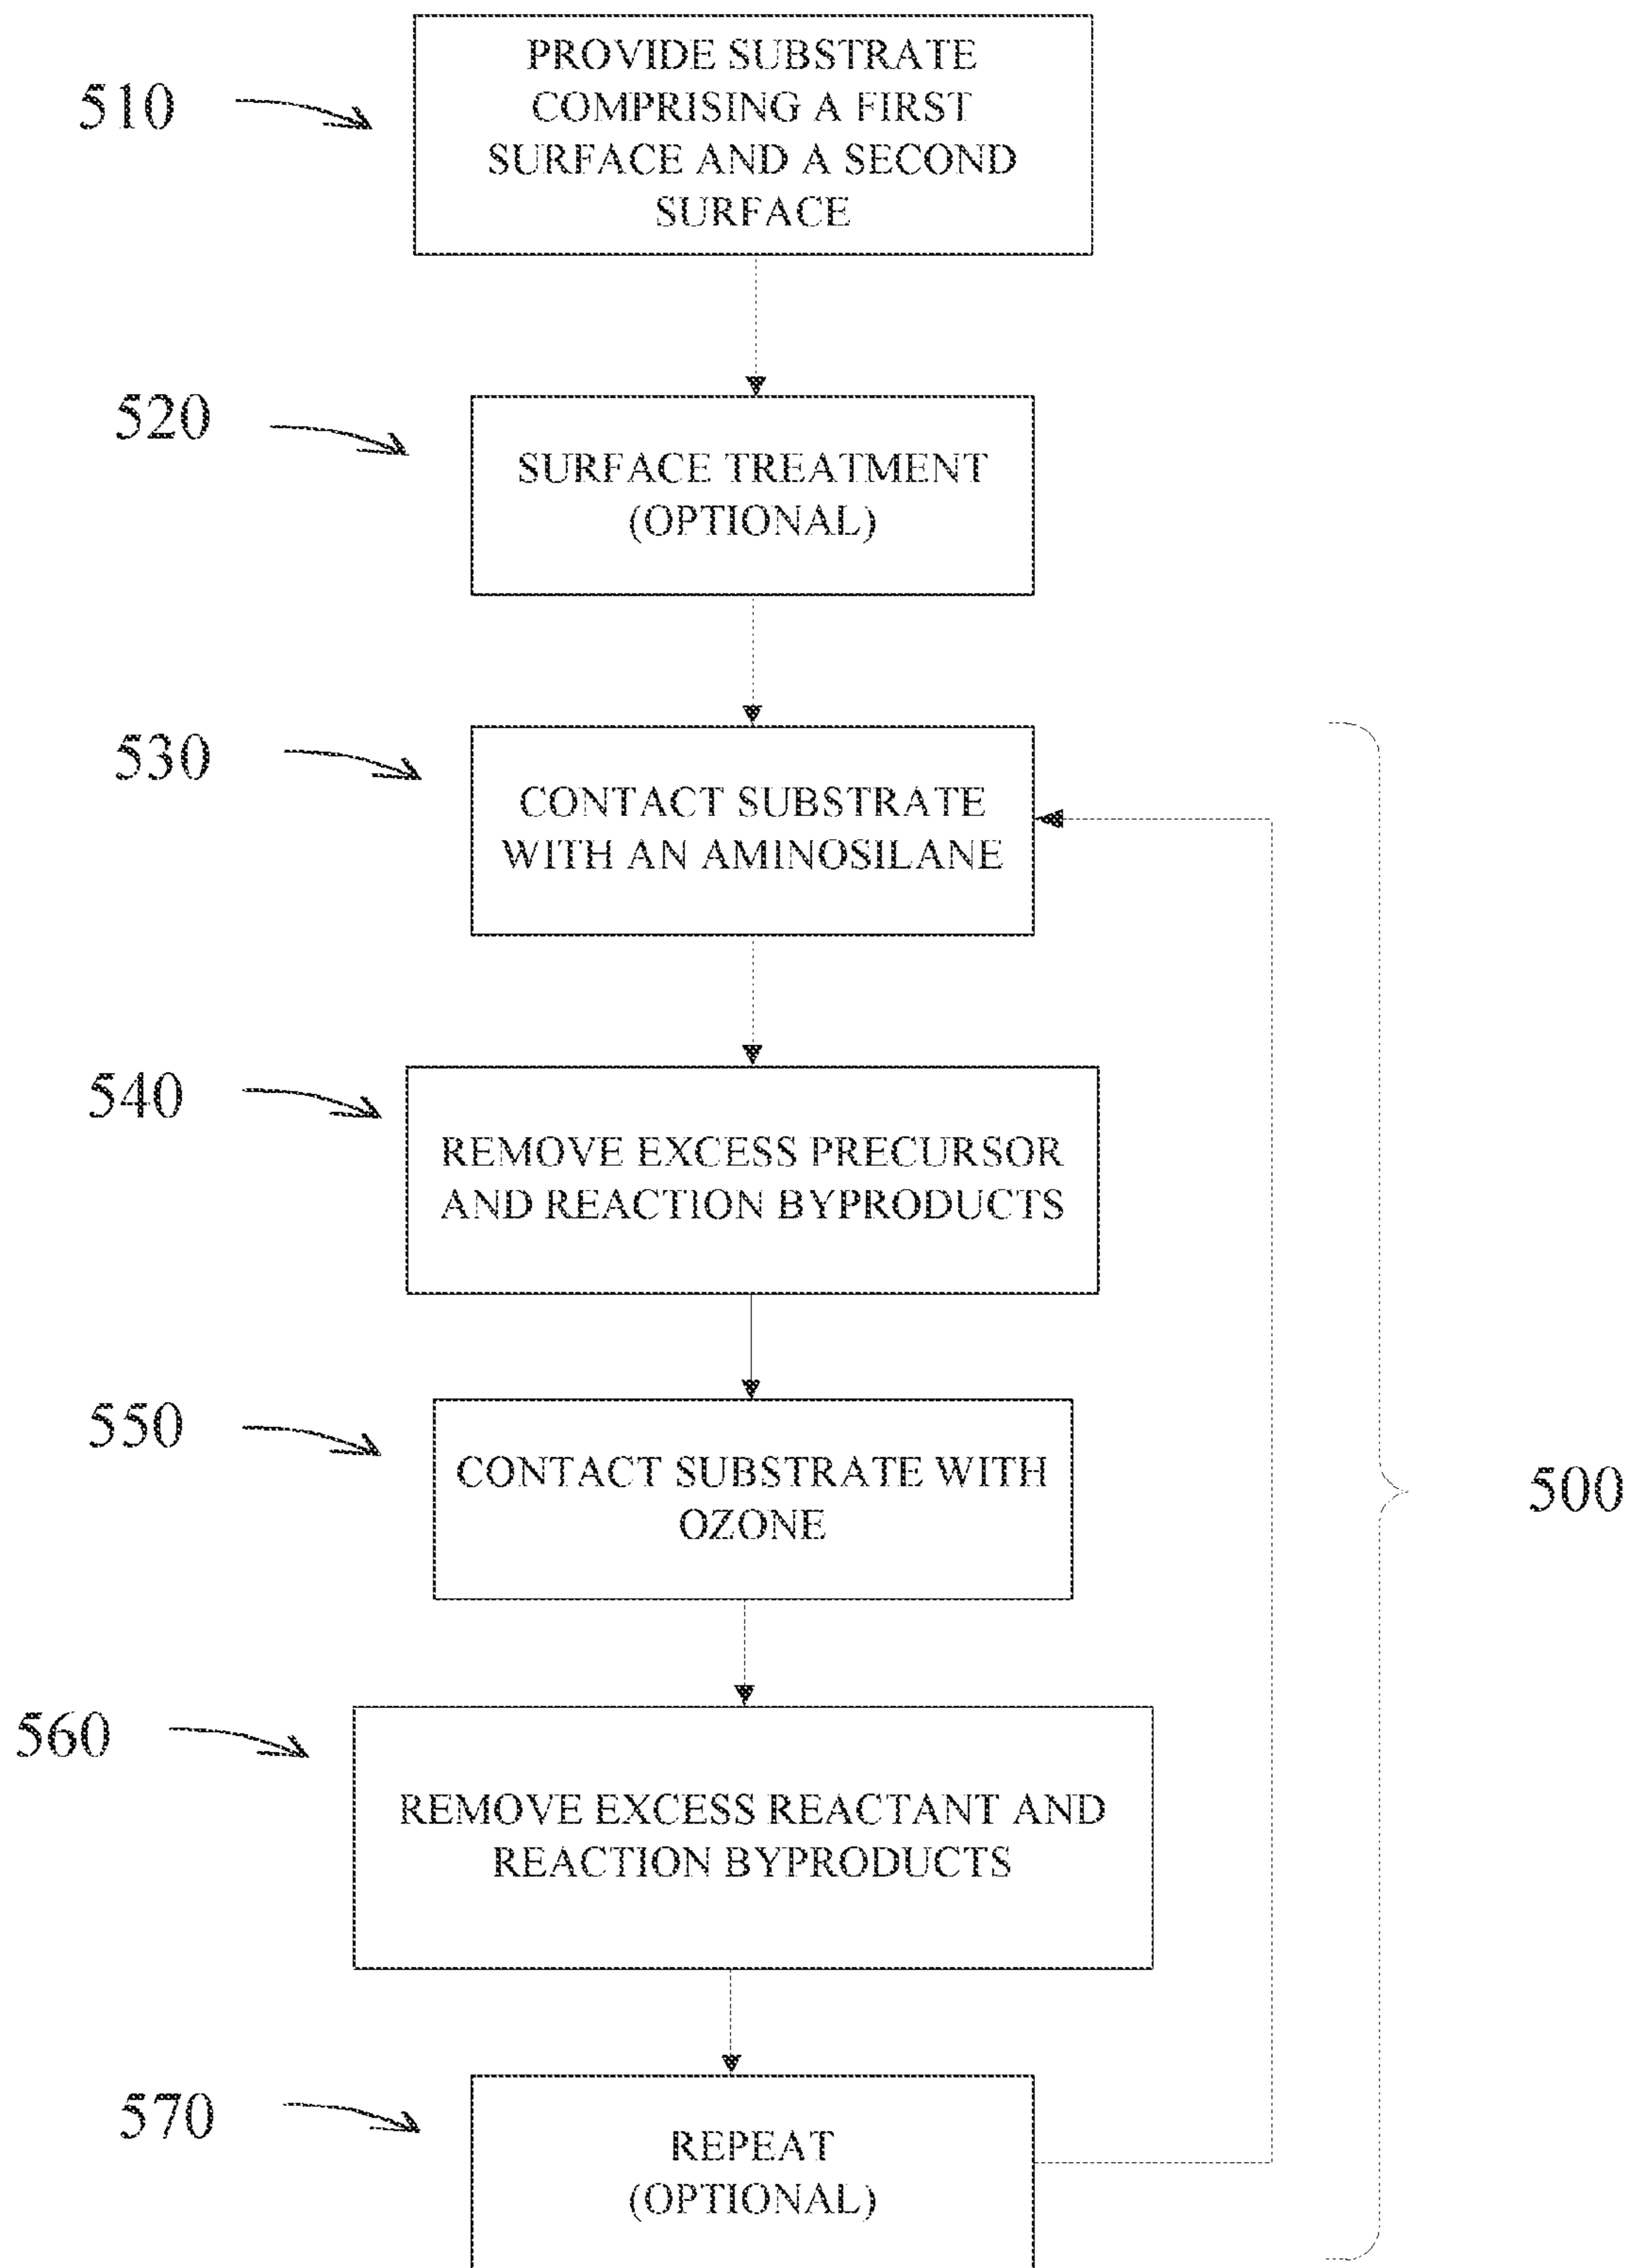 510
PROVIDE SUBSTRATE
COMPRISING A FIRST
SURFACE AND A SECOND
SURFACE
520
SURFACE TREATMENT
(OPTIONAL)
530
CONTACT SUBSTRATE
WITH AN AMINOSILANE
540
REMOVE EXCESS PRECURSOR
AND REACTION BYPRODUCTS
550
CONTACT SUBSTRATE WITH
OZONE
500
560
REMOVE EXCESS REACTANT AND
REACTION BYPRODUCTS
570
REPEAT
(OPTIONAL)